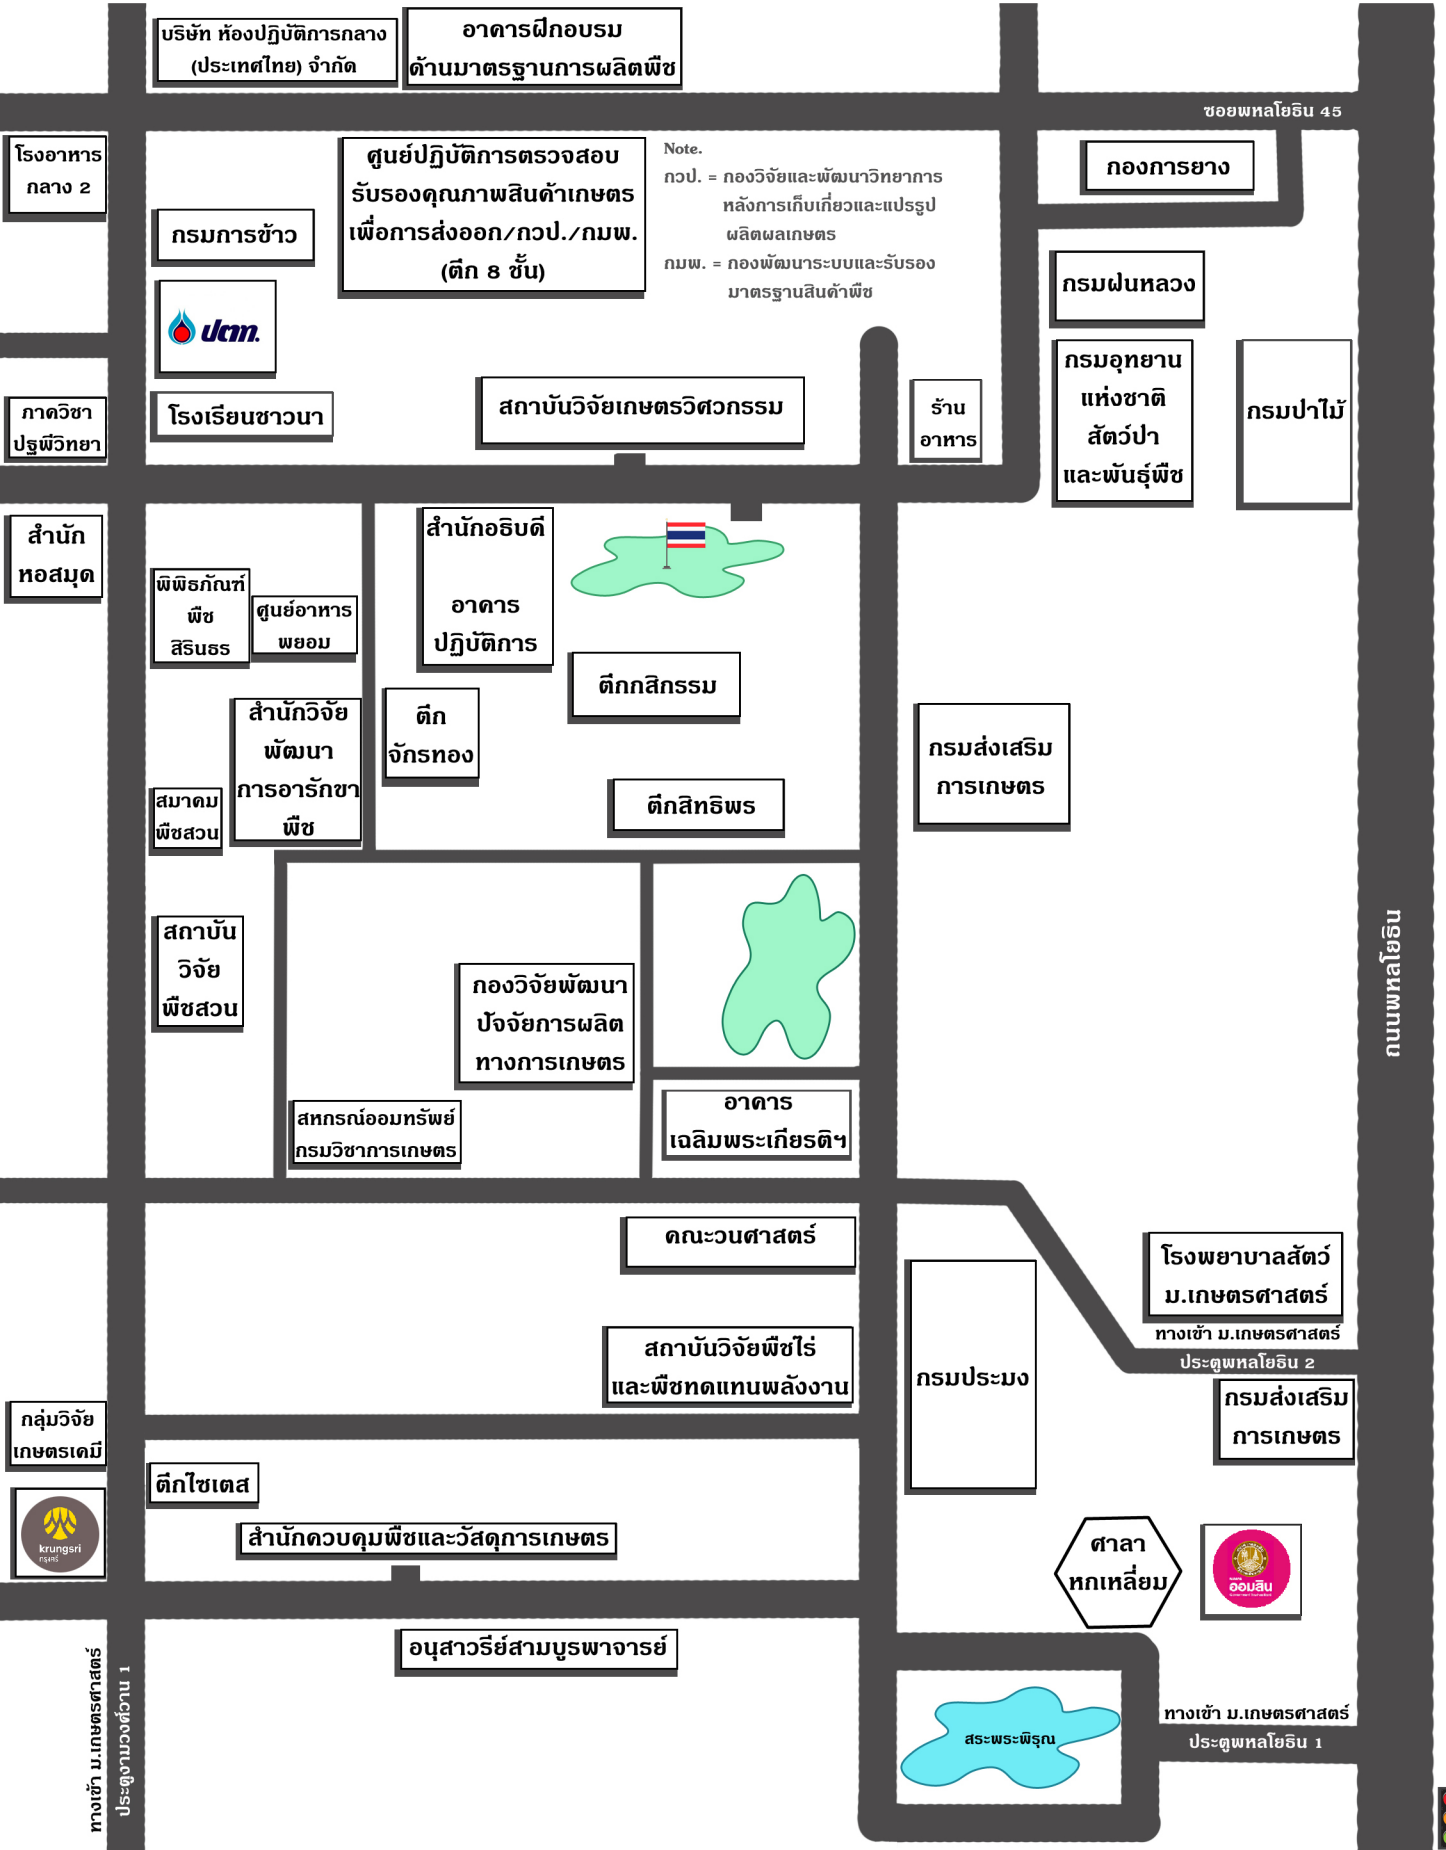 บริษัท ห้องปฏิบัติการกลาง
(ประเทศไทย) จำกัด
อาคารฝึกอบรม
ด้านมาตรฐานการผลิตพืช
ซอยพหลโยธิน 45
โรงอาหาร
กลาง 2
กรมการข้าว
ศูนย์ปฏิบัติการตรวจสอบ
รับรองคุณภาพสินค้าเกษตร
เพื่อการส่งออก/กวป./กมพ.
(ตึก 8 ชั้น)
Note.
กวป. = กองวิจัยและพัฒนาวิทยาการ
หลังการเก็บเกี่ยวและแปรรูป
ผลิตผลเกษตร
กมพ. = กองพัฒนาระบบและรับรอง
มาตรฐานสินค้าพืช
กองการยาง
กรมฝนหลวง
ปตท.
กรมอุทยาน
แห่งชาติ
สัตว์ป่า
และพันธุ์พืช
กรมป่าไม้
ภาควิชา
ปฐพีวิทยา
โรงเรียนชาวนา
สถาบันวิจัยเกษตรวิศวกรรม
ร้าน
อาหาร
สำนัก
หอสมุด
พิพิธภัณฑ์
พืช
สิรินธร
ศูนย์อาหาร
พยอม
สำนักอธิบดี
อาคาร
ปฏิบัติการ
ตึกกสิกรรม
สำนักวิจัย
พัฒนา
การอารักขา
พืช
ตึก
จักรทอง
กรมส่งเสริม
การเกษตร
สมาคม
พืชสวน
ตึกสิทธิพร
สถาบัน
วิจัย
พืชสวน
กองวิจัยพัฒนา
ปัจจัยการผลิต
ทางการเกษตร
ถนนพหลโยธิน
สหกรณ์ออมทรัพย์
กรมวิชาการเกษตร
อาคาร
เฉลิมพระเกียรติฯ
คณะวนศาสตร์
โรงพยาบาลสัตว์
ม.เกษตรศาสตร์
ทางเข้า ม.เกษตรศาสตร์
ประตูพหลโยธิน 2
สถาบันวิจัยพืชไร่
และพืชทดแทนพลังงาน
กรมประมง
กรมส่งเสริม
การเกษตร
กลุ่มวิจัย
เกษตรเคมี
ตึกไซเตส
krungsri
กรุงศรี
สำนักควบคุมพืชและวัสดุการเกษตร
ศาลา
หกเหลี่ยม
ออมสิน
อนุสาวรีย์สามบูรพาจารย์
ทางเข้า ม.เกษตรศาสตร์
ประตูงามวงศ์วาน 1
สระพระพิรุณ
ทางเข้า ม.เกษตรศาสตร์
ประตูพหลโยธิน 1